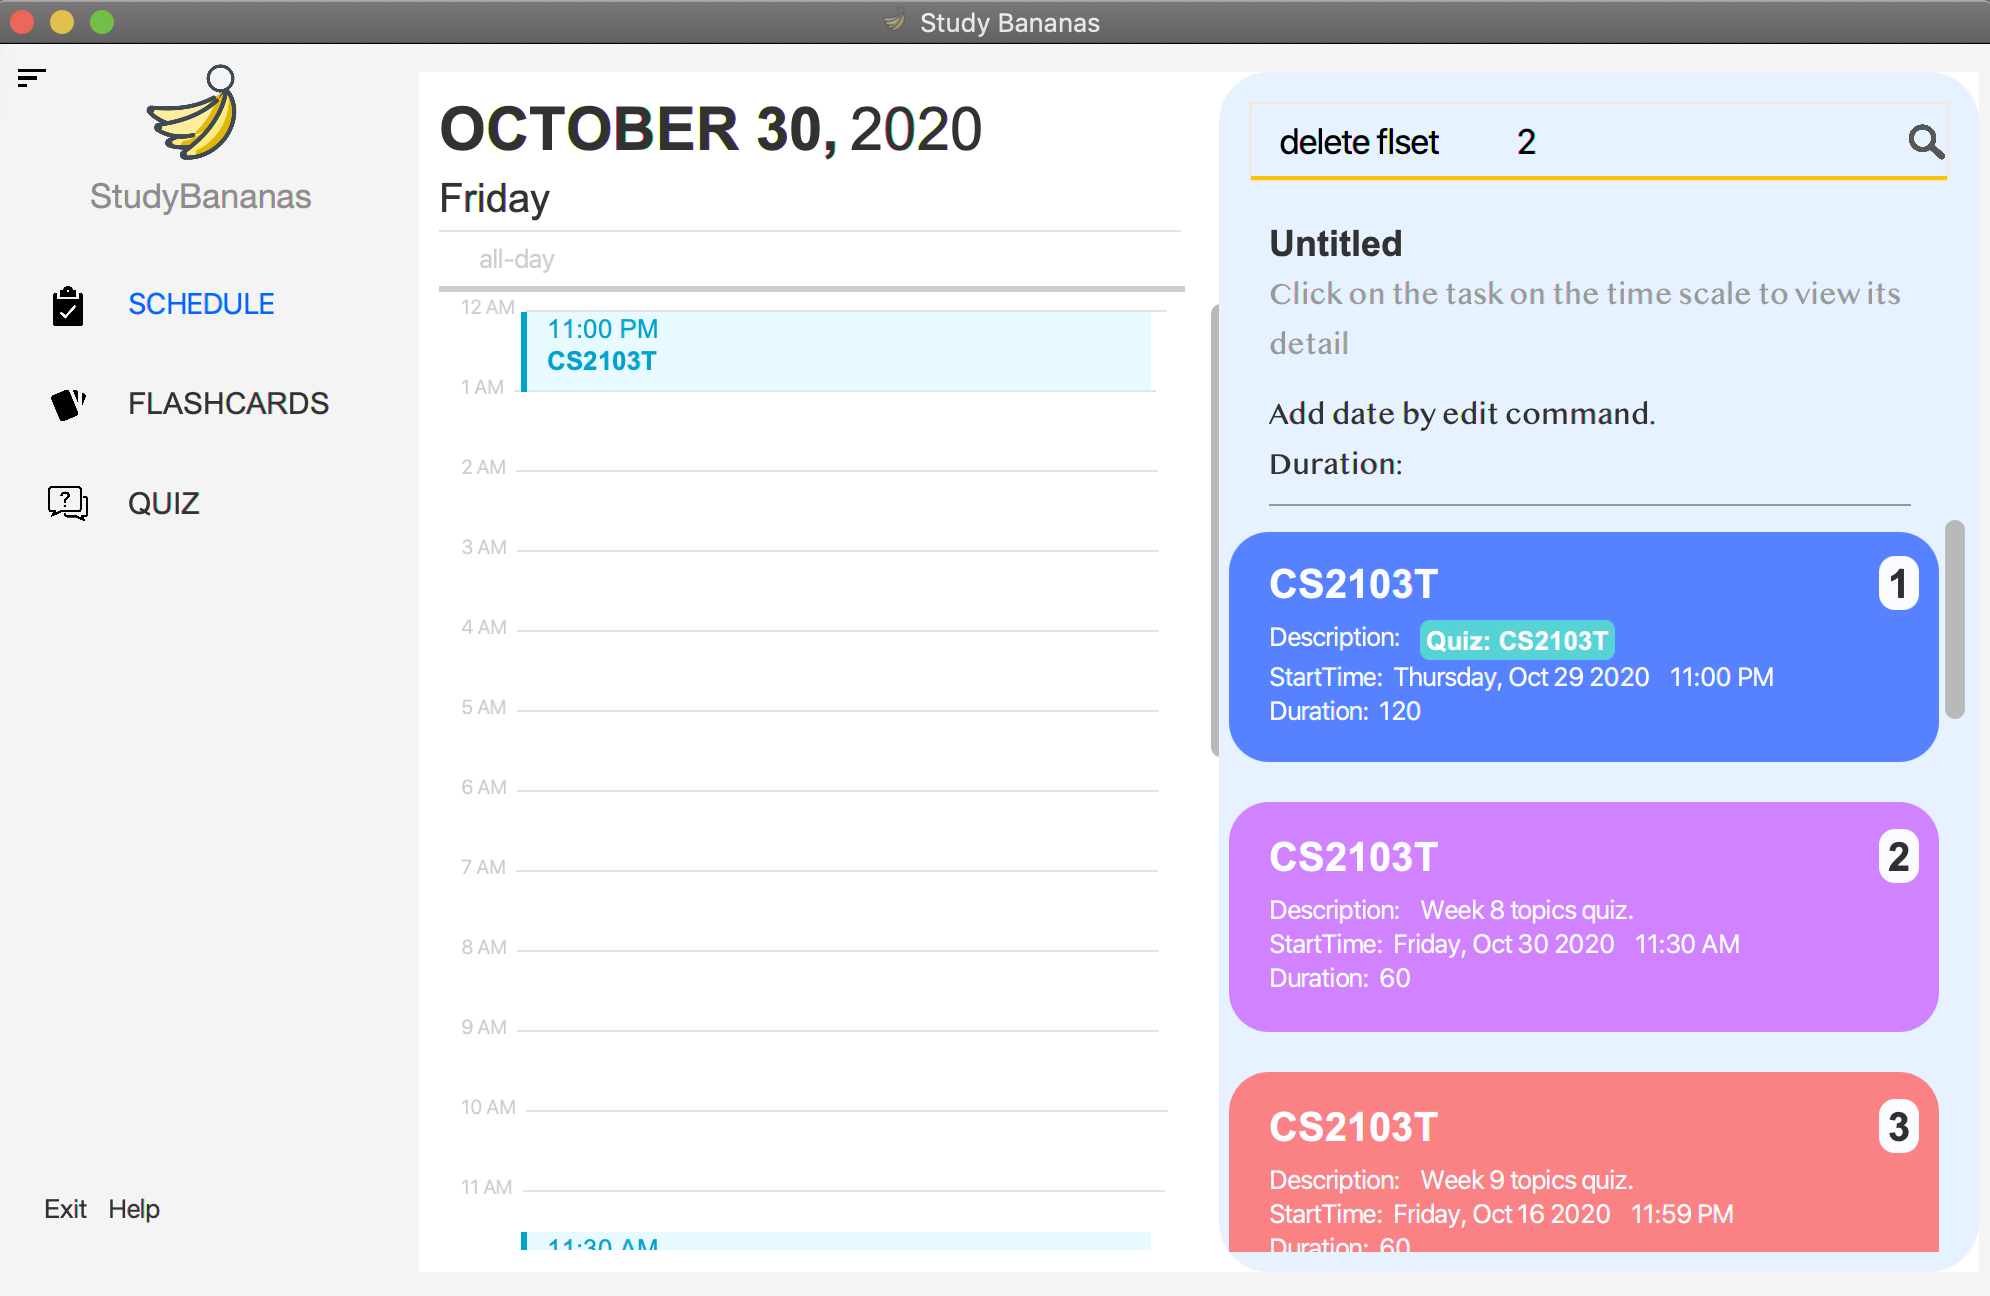 Study Bananas
StudyBananas
SCHEDULE
FLASHCARDS
QUIZ
Exit Help
OCTOBER 30, 2020
Friday
all-day
12 AM
11:00 PM
CS2103T
1 AM
2 AM
3 AM
4 AM
5 AM
6 AM
7 AM
8 AM
9 AM
10 AM
11 AM
11:30 AM
delete flset 2
Untitled
Click on the task on the time scale to view its
detail
Add date by edit command.
Duration:
CS2103T 1
Description: Quiz: CS2103T
StartTime: Thursday, Oct 29 2020 11:00 PM
Duration: 120
CS2103T 2
Description: Week 8 topics quiz.
StartTime: Friday, Oct 30 2020 11:30 AM
Duration: 60
CS2103T 3
Description: Week 9 topics quiz.
StartTime: Friday, Oct 16 2020 11:59 PM
Duration: 60